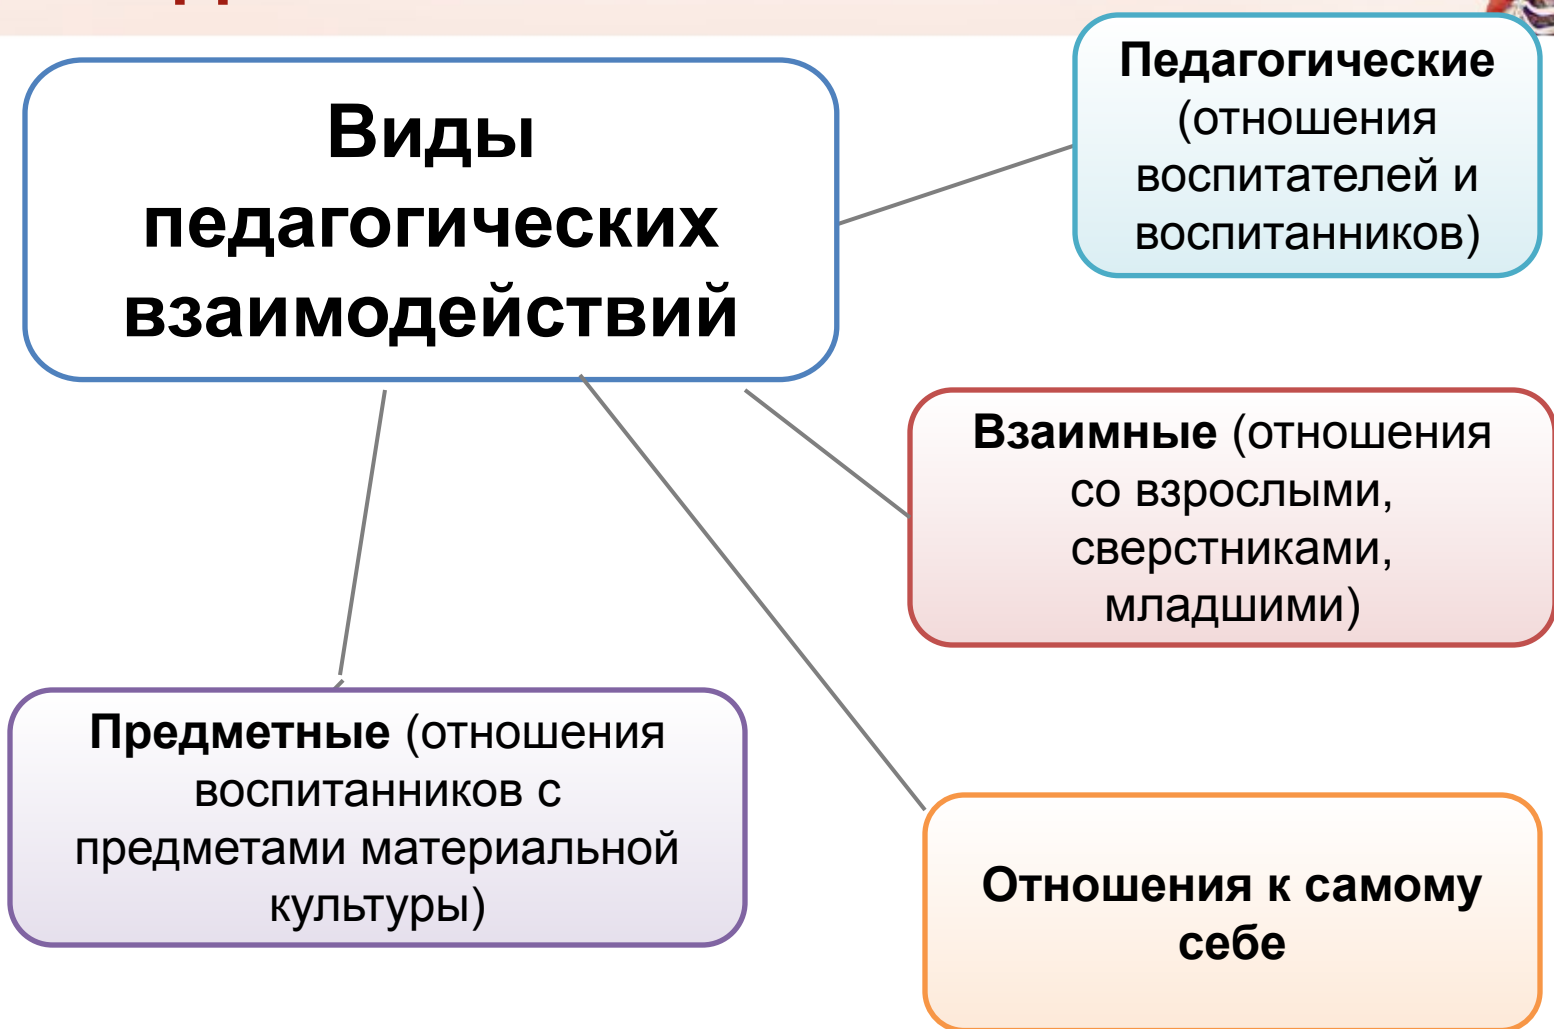 Виды
педагогических
взаимодействий
Педагогические
(отношения
воспитателей и
воспитанников)
Взаимные (отношения
со взрослыми,
сверстниками,
младшими)
Предметные (отношения
воспитанников с
предметами материальной
культуры)
Отношения к самому
себе